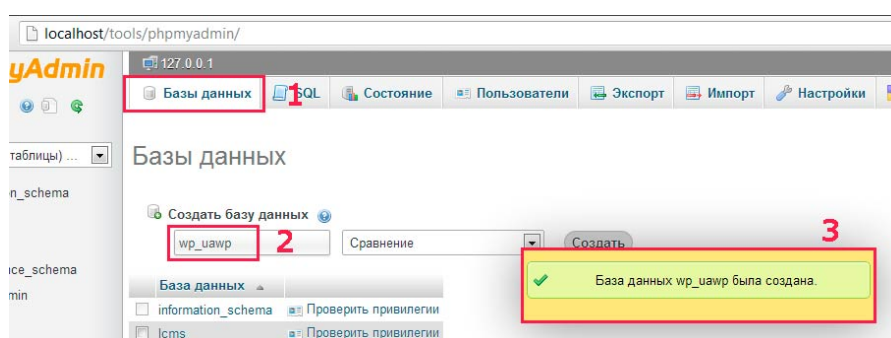 localhost/tools/phpmyadmin/
yAdmin
127.0.0.1
Базы данных 1 SQL Состояние Пользователи Экспорт Импорт Настройки
таблицы) ...
Базы данных
n_schema
Создать базу данных
wp_uawp 2 Сравнение Создать 3
nce_schema
База данных wp_uawp была создана.
База данных
min
information_schema Проверить привилегии
lcms Проверить привилегии